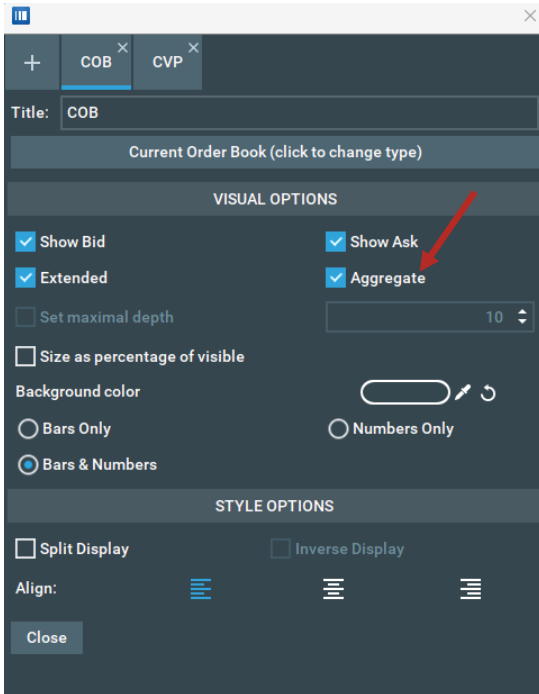 + COB × CVP ×
Title: COB
Current Order Book (click to change type)
VISUAL OPTIONS
Show Bid Show Ask
Extended Aggregate
Set maximal depth 10
Size as percentage of visible
Background color
Bars Only Numbers Only
Bars & Numbers
STYLE OPTIONS
Split Display Inverse Display
Align:
Close